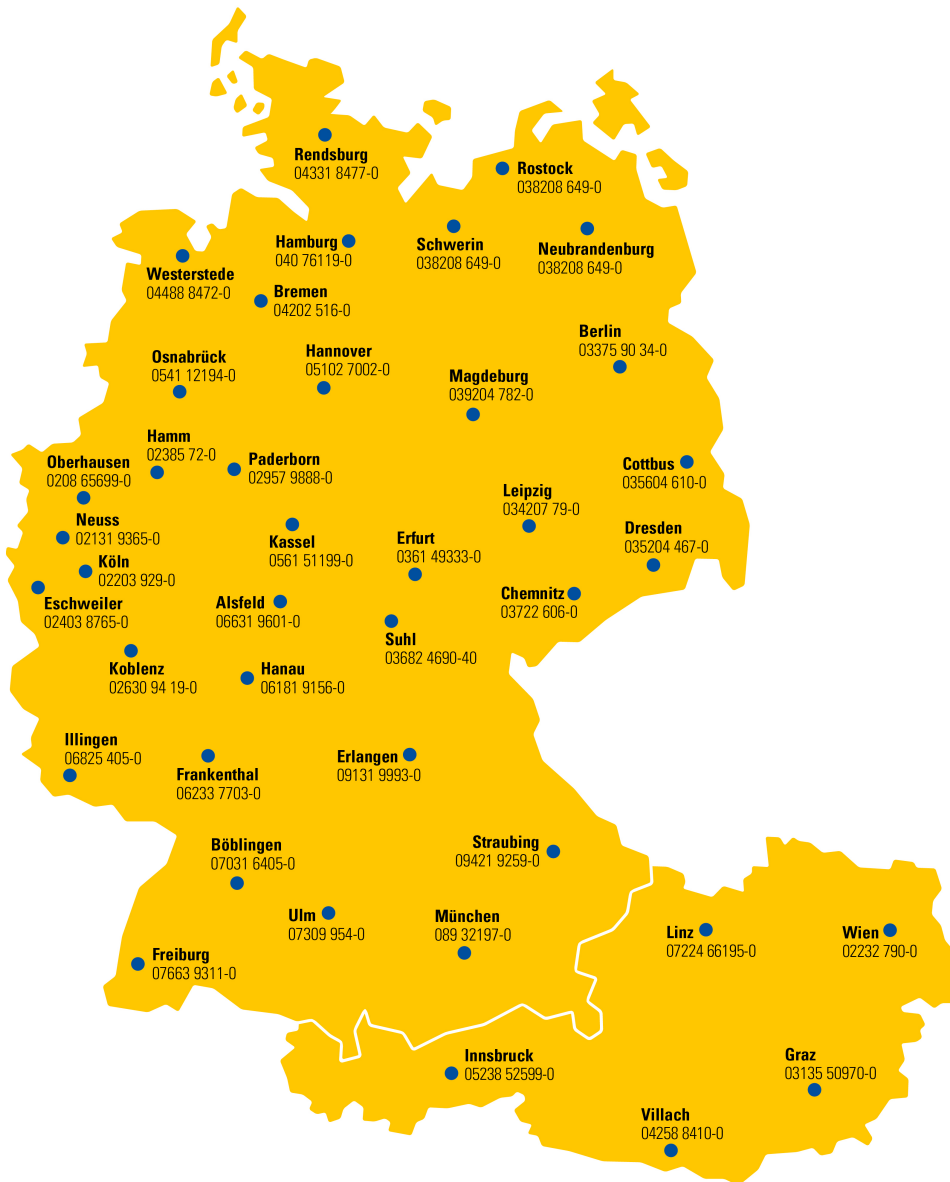 Rendsburg
04331 8477-0
Rostock
038208 649-0
Hamburg
040 76119-0
Schwerin
038208 649-0
Neubrandenburg
038208 649-0
Westerstede
04488 8472-0
Bremen
04202 516-0
Berlin
03375 90 34-0
Osnabrück
0541 12194-0
Hannover
05102 7002-0
Magdeburg
039204 782-0
Hamm
02385 72-0
Oberhausen
0208 65699-0
Paderborn
02957 9888-0
Cottbus
035604 610-0
Leipzig
034207 79-0
Neuss
02131 9365-0
Kassel
0561 51199-0
Erfurt
0361 49333-0
Dresden
035204 467-0
Köln
02203 929-0
Eschweiler
02403 8765-0
Alsfeld
06631 9601-0
Chemnitz
03722 606-0
Suhl
03682 4690-40
Koblenz
02630 94 19-0
Hanau
06181 9156-0
Illingen
06825 405-0
Frankenthal
06233 7703-0
Erlangen
09131 9993-0
Böblingen
07031 6405-0
Straubing
09421 9259-0
Ulm
07309 954-0
München
089 32197-0
Linz
07224 66195-0
Wien
02232 790-0
Freiburg
07663 9311-0
Innsbruck
05238 52599-0
Graz
03135 50970-0
Villach
04258 8410-0